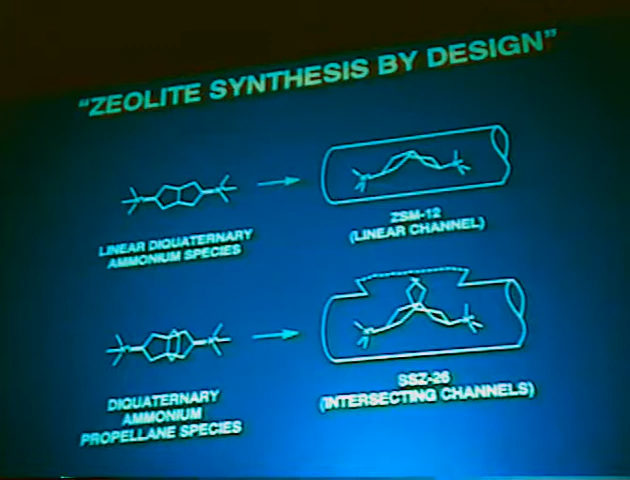 "ZEOLITE SYNTHESIS BY DESIGN"
LINEAR DIQUATERNARY
AMMONIUM SPECIES
ZSM-12
(LINEAR CHANNEL)
DIQUATERNARY
AMMONIUM
PROPELLANE SPECIES
SSZ-26
(INTERSECTING CHANNELS)